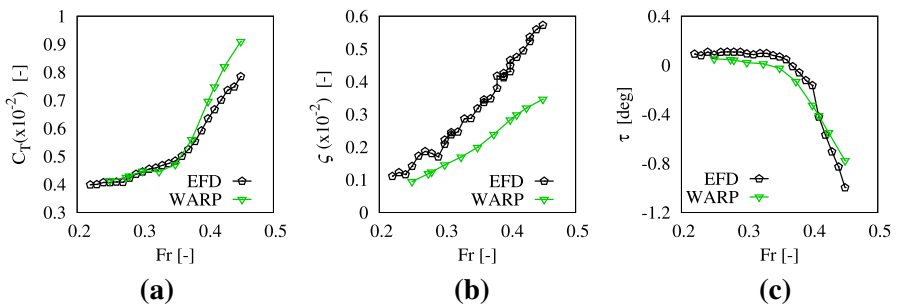 C_T(x10^-2) [-]
1
0.9
0.8
0.7
0.6
0.5
0.4
0.3
0.2 0.3 0.4 0.5
Fr [-]
EFD
WARP
(a)
ς (x10^-2) [-]
0.6
0.5
0.4
0.3
0.2
0.1
0
0.2 0.3 0.4 0.5
Fr [-]
EFD
WARP
(b)
τ [deg]
0.4
0
-0.4
-0.8
-1.2
0.2 0.3 0.4 0.5
Fr [-]
EFD
WARP
(c)